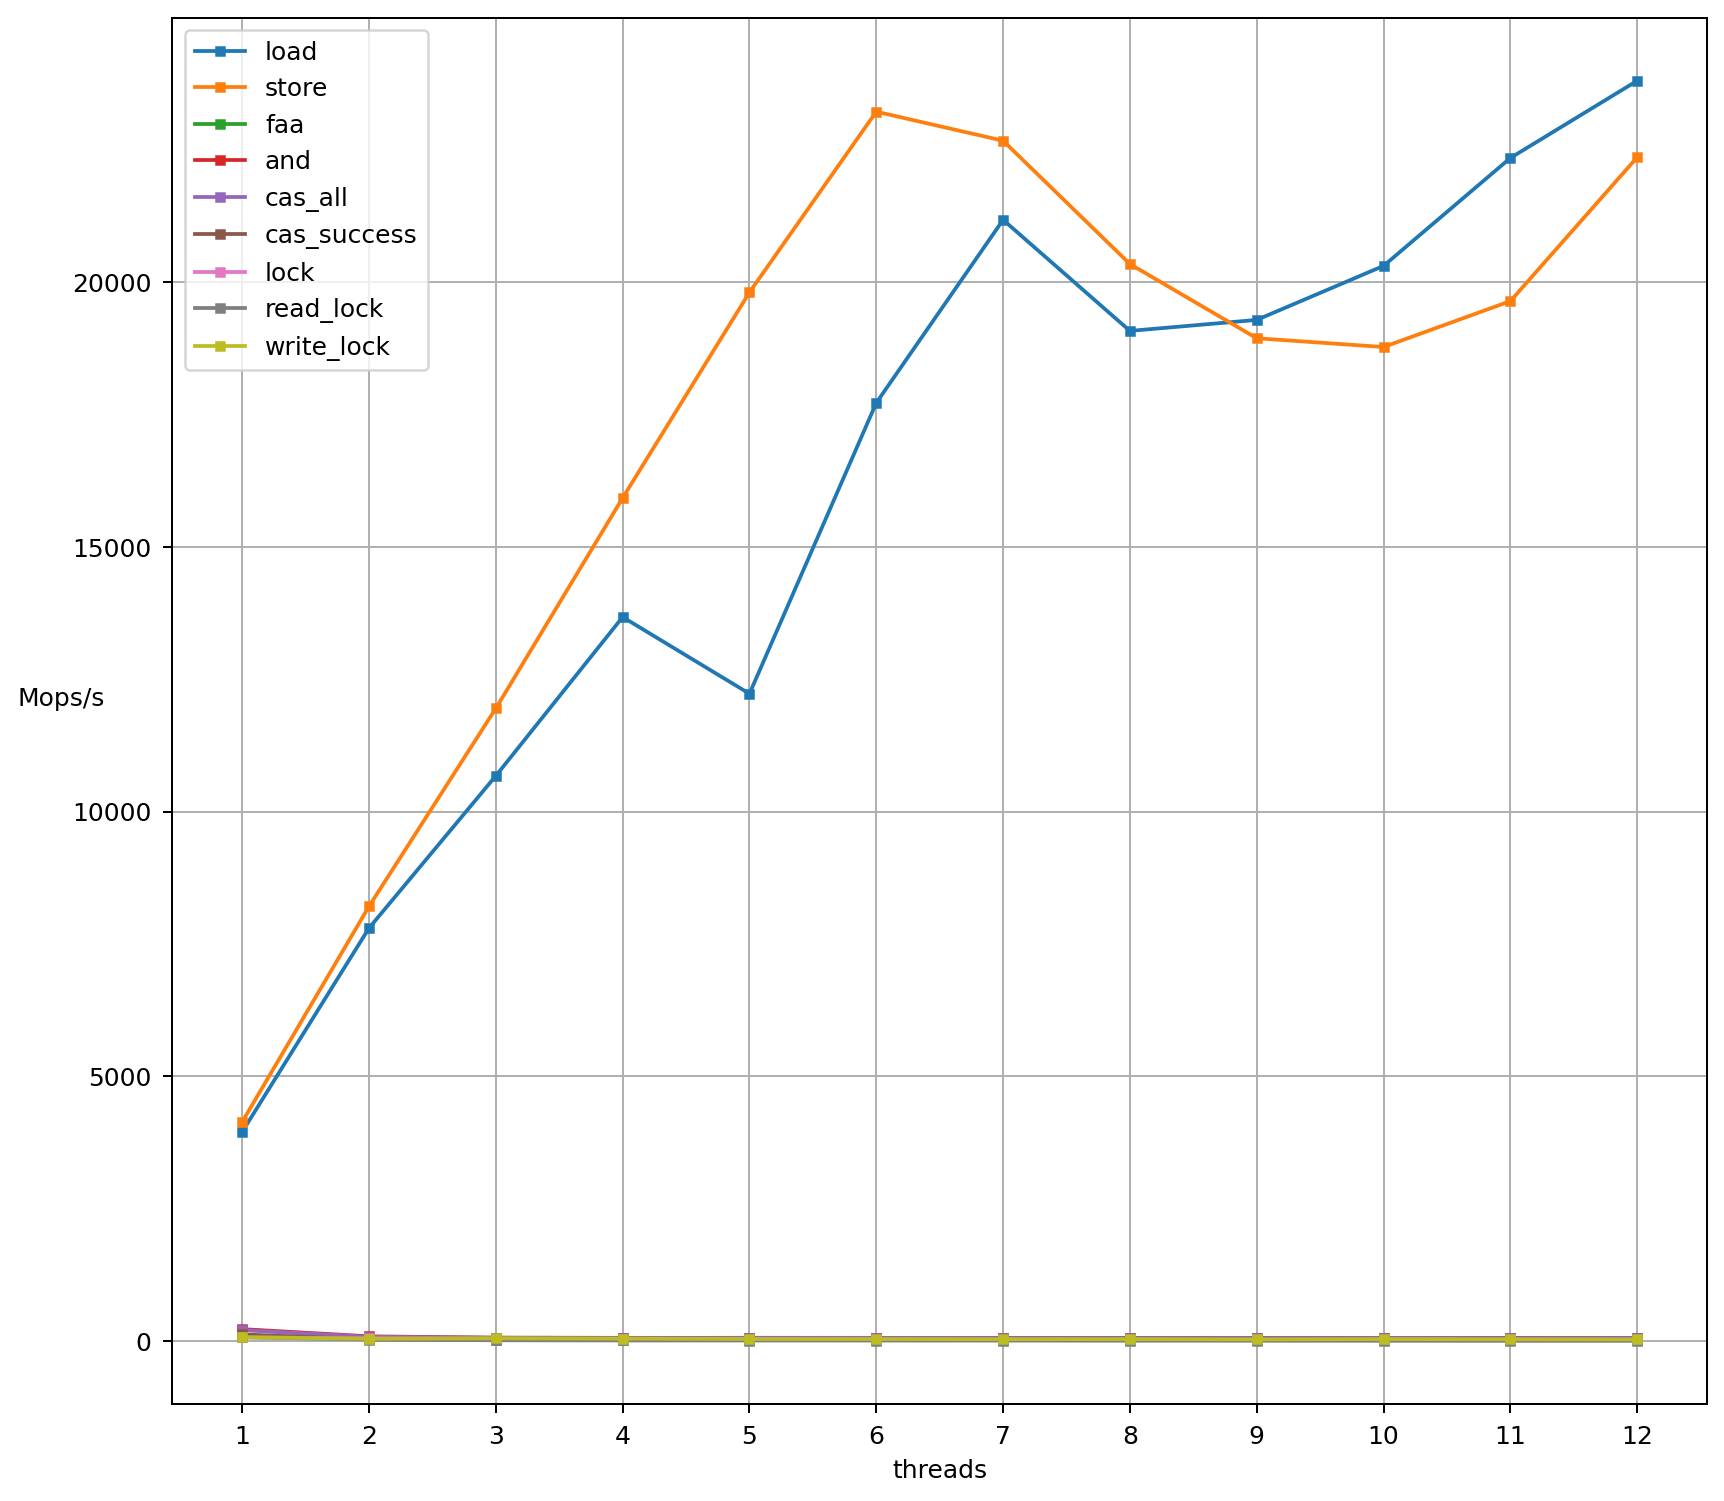 load
store
faa
and
cas_all
cas_success
lock
read_lock
write_lock
20000
15000
Mops/s
10000
5000
0
1 2 3 4 5 6 7 8 9 10 11 12
threads